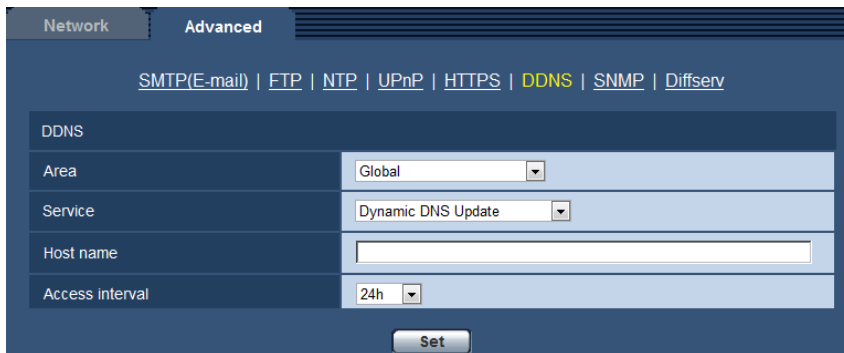 Network Advanced
SMTP(E-mail) | FTP | NTP | UPnP | HTTPS | DDNS | SNMP | Diffserv
DDNS
Area Global
Service Dynamic DNS Update
Host name
Access interval 24h
Set